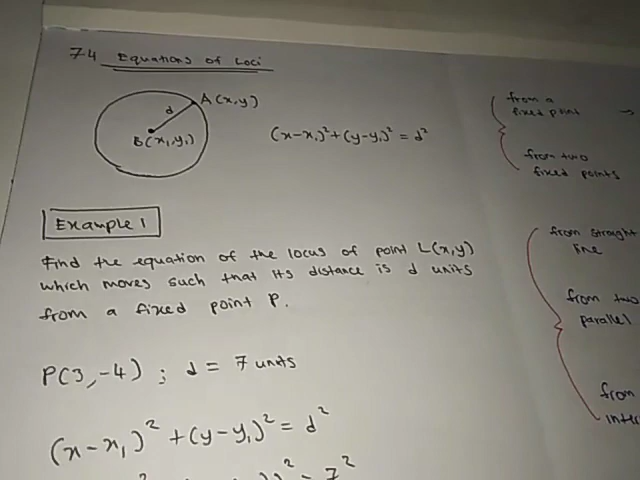 7.4 Equations of Loci
A(x,y)
d
B(x₁,y₁)
(x-x₁)²+(y-y₁)² = d²
from a
fixed point →
from two
fixed points
Example 1
Find the equation of the locus of point L(x,y)
which moves such that its distance is d units
from a fixed point P.
P(3,-4) ; d = 7 units
(x-x₁)² +(y-y₁)² = d²
= 7²
from straight
line
from two
parallel
from